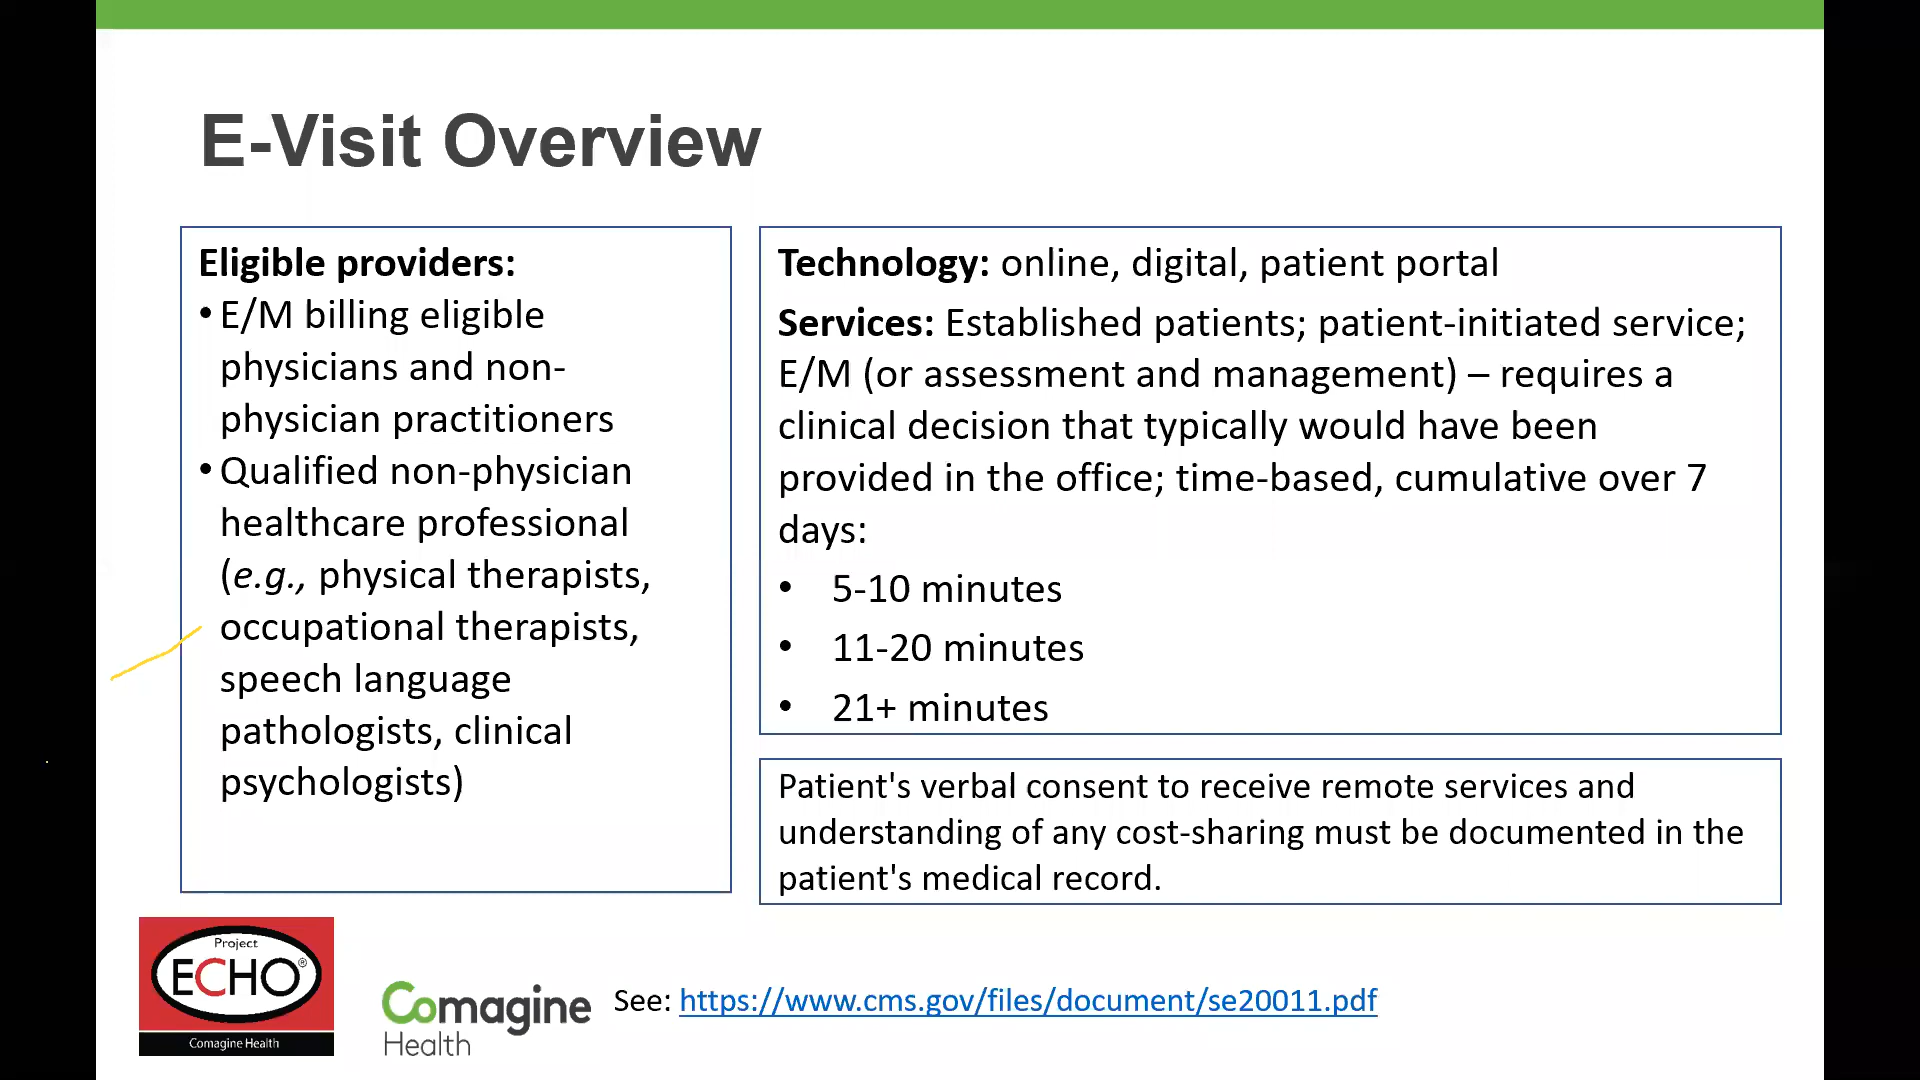 E-Visit Overview
Eligible providers:
•E/M billing eligible
physicians and non-
physician practitioners
•Qualified non-physician
healthcare professional
(e.g., physical therapists,
occupational therapists,
speech language
pathologists, clinical
psychologists)
Technology: online, digital, patient portal
Services: Established patients; patient-initiated service;
E/M (or assessment and management) – requires a
clinical decision that typically would have been
provided in the office; time-based, cumulative over 7
days:
• 5-10 minutes
• 11-20 minutes
• 21+ minutes
Patient's verbal consent to receive remote services and
understanding of any cost-sharing must be documented in the
patient's medical record.
Project
ECHO®
Comagine Health
Comagine
Health
See: https://www.cms.gov/files/document/se20011.pdf